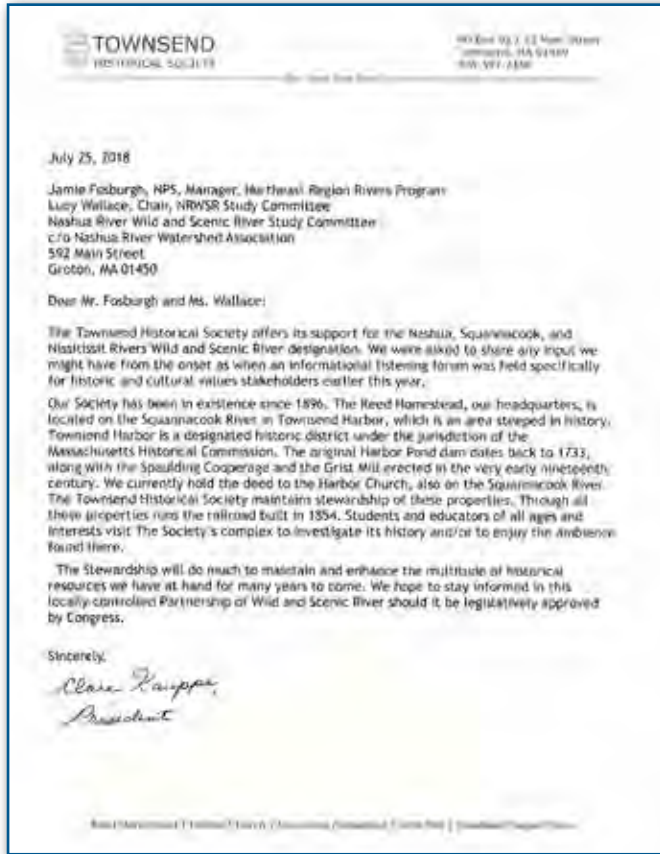 TOWNSEND
HISTORICAL SOCIETY
July 25, 2018
Jamie Fosburgh, NPS, Manager, Northeast Region Rivers Program
Lucy Wallace, Chair, NRWSR Study Committee
Nashua River Wild and Scenic River Study Committee
c/o Nashua River Watershed Association
592 Main Street
Groton, MA 01450
Dear Mr. Fosburgh and Ms. Wallace:
The Townsend Historical Society offers its support for the Nashua, Squannacook, and
Nissitissit Rivers Wild and Scenic River designation. We were asked to share any input we
might have from the onset as when an informational listening forum was held specifically
for historic and cultural values stakeholders earlier this year.
Our Society has been in existence since 1896. The Reed Homestead, our headquarters, is
located on the Squannacook River in Townsend Harbor, which is an area steeped in history.
Townsend Harbor is a designated historic district under the jurisdiction of the
Massachusetts Historical Commission. The original Harbor Pond dam dates back to 1733,
along with the Spaulding Cooperage and the Grist Mill erected in the very early nineteenth
century. We currently hold the deed to the Harbor Church, also on the Squannacook River.
The Townsend Historical Society maintains stewardship of these properties. Through all
these properties runs the railroad built in 1854. Students and educators of all ages and
interests visit The Society's complex to investigate its history and/or to enjoy the ambience
found there.
The Stewardship will do much to maintain and enhance the multitude of historical
resources we have at hand for many years to come. We hope to stay informed in this
locally-controlled Partnership of Wild and Scenic River should it be legislatively approved
by Congress.
Sincerely,
President